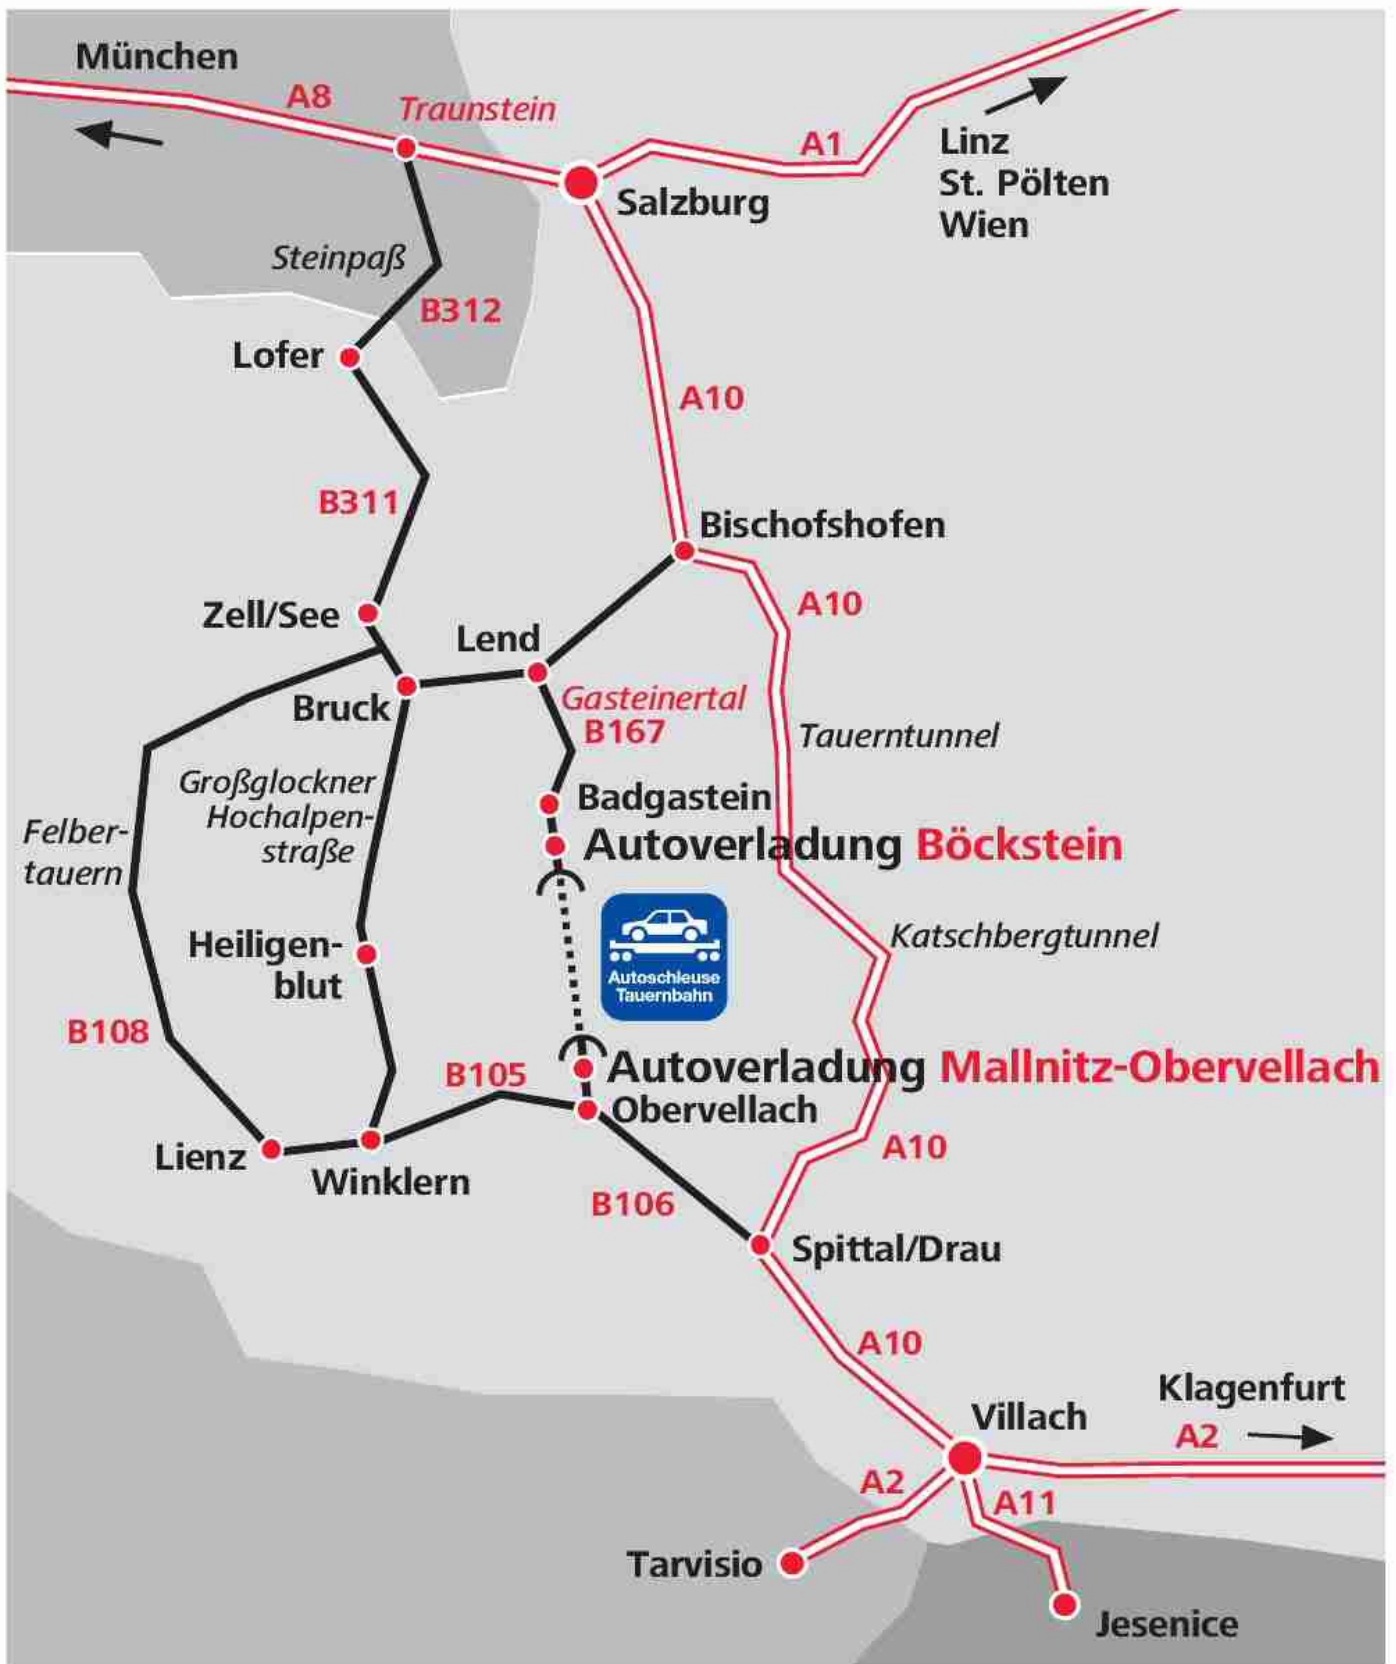 München
A8
Traunstein
A1
Linz
St. Pölten
Wien
Salzburg
Steinpaß
B312
Lofer
A10
B311
Bischofshofen
A10
Zell/See
Lend
Bruck
Gasteinertal
B167
Tauerntunnel
Großglockner
Hochalpen-
straße
Felber-
tauern
Badgastein
Autoverladung Böckstein
Katschbergtunnel
Heiligen-
blut
Autoschleuse
Tauernbahn
B108
B105
Autoverladung Mallnitz-Obervellach
Obervellach
A10
Lienz
Winklern
B106
Spittal/Drau
A10
Klagenfurt
Villach
A2
A2
A11
Tarvisio
Jesenice